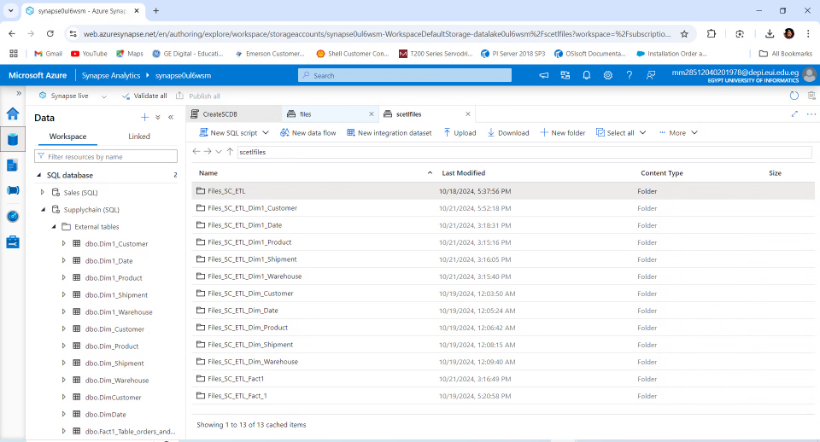 synapse0ul6wsm - Azure Synap
web.azuresynapse.net/en/authoring/explore/workspace/storageaccounts/synapse0ul6wsm-WorkspaceDefaultStorage-datalake0ul6wsm%2Fscetlfiles?workspace=%2Fsubscriptio...
Gmail YouTube Maps GE Digital - Educati... Emerson Customer... Shell Customer Con... T200 Series Servodri... PI Server 2018 SP3 OSIsoft Documenta... Installation Order a... All Bookmarks
Microsoft Azure Synapse Analytics synapse0ul6wsm Search mm28512040201978@depi.eui.edu.eg
EGYPT UNIVERSITY OF INFORMATICS
Synapse live Validate all Publish all
Data CreateSCDB files scetlfiles
Workspace Linked New SQL script New data flow New integration dataset Upload Download New folder Select all More
Filter resources by name scetlfiles
SQL database 2 Name Last Modified Content Type Size
Sales (SQL) Files_SC_ETL 10/18/2024, 5:37:56 PM Folder
Supplychain (SQL) Files_SC_ETL_Dim1_Customer 10/21/2024, 5:52:18 PM Folder
External tables Files_SC_ETL_Dim1_Date 10/21/2024, 3:18:31 PM Folder
dbo.Dim1_Customer Files_SC_ETL_Dim1_Product 10/21/2024, 3:15:16 PM Folder
dbo.Dim1_Date Files_SC_ETL_Dim1_Shipment 10/21/2024, 3:16:05 PM Folder
dbo.Dim1_Product Files_SC_ETL_Dim1_Warehouse 10/21/2024, 3:15:40 PM Folder
dbo.Dim1_Shipment Files_SC_ETL_Dim_Customer 10/19/2024, 12:03:50 AM Folder
dbo.Dim1_Warehouse Files_SC_ETL_Dim_Date 10/19/2024, 12:05:24 AM Folder
dbo.Dim_Customer Files_SC_ETL_Dim_Product 10/19/2024, 12:06:42 AM Folder
dbo.Dim_Product Files_SC_ETL_Dim_Shipment 10/19/2024, 12:08:15 AM Folder
dbo.Dim_Shipment Files_SC_ETL_Dim_Warehouse 10/19/2024, 12:09:40 AM Folder
dbo.Dim_Warehouse Files_SC_ETL_Fact1 10/21/2024, 3:16:49 PM Folder
dbo.DimCustomer Files_SC_ETL_Fact_1 10/19/2024, 5:20:58 PM Folder
dbo.DimDate
dbo.Fact1_Table_orders_and... Showing 1 to 13 of 13 cached items